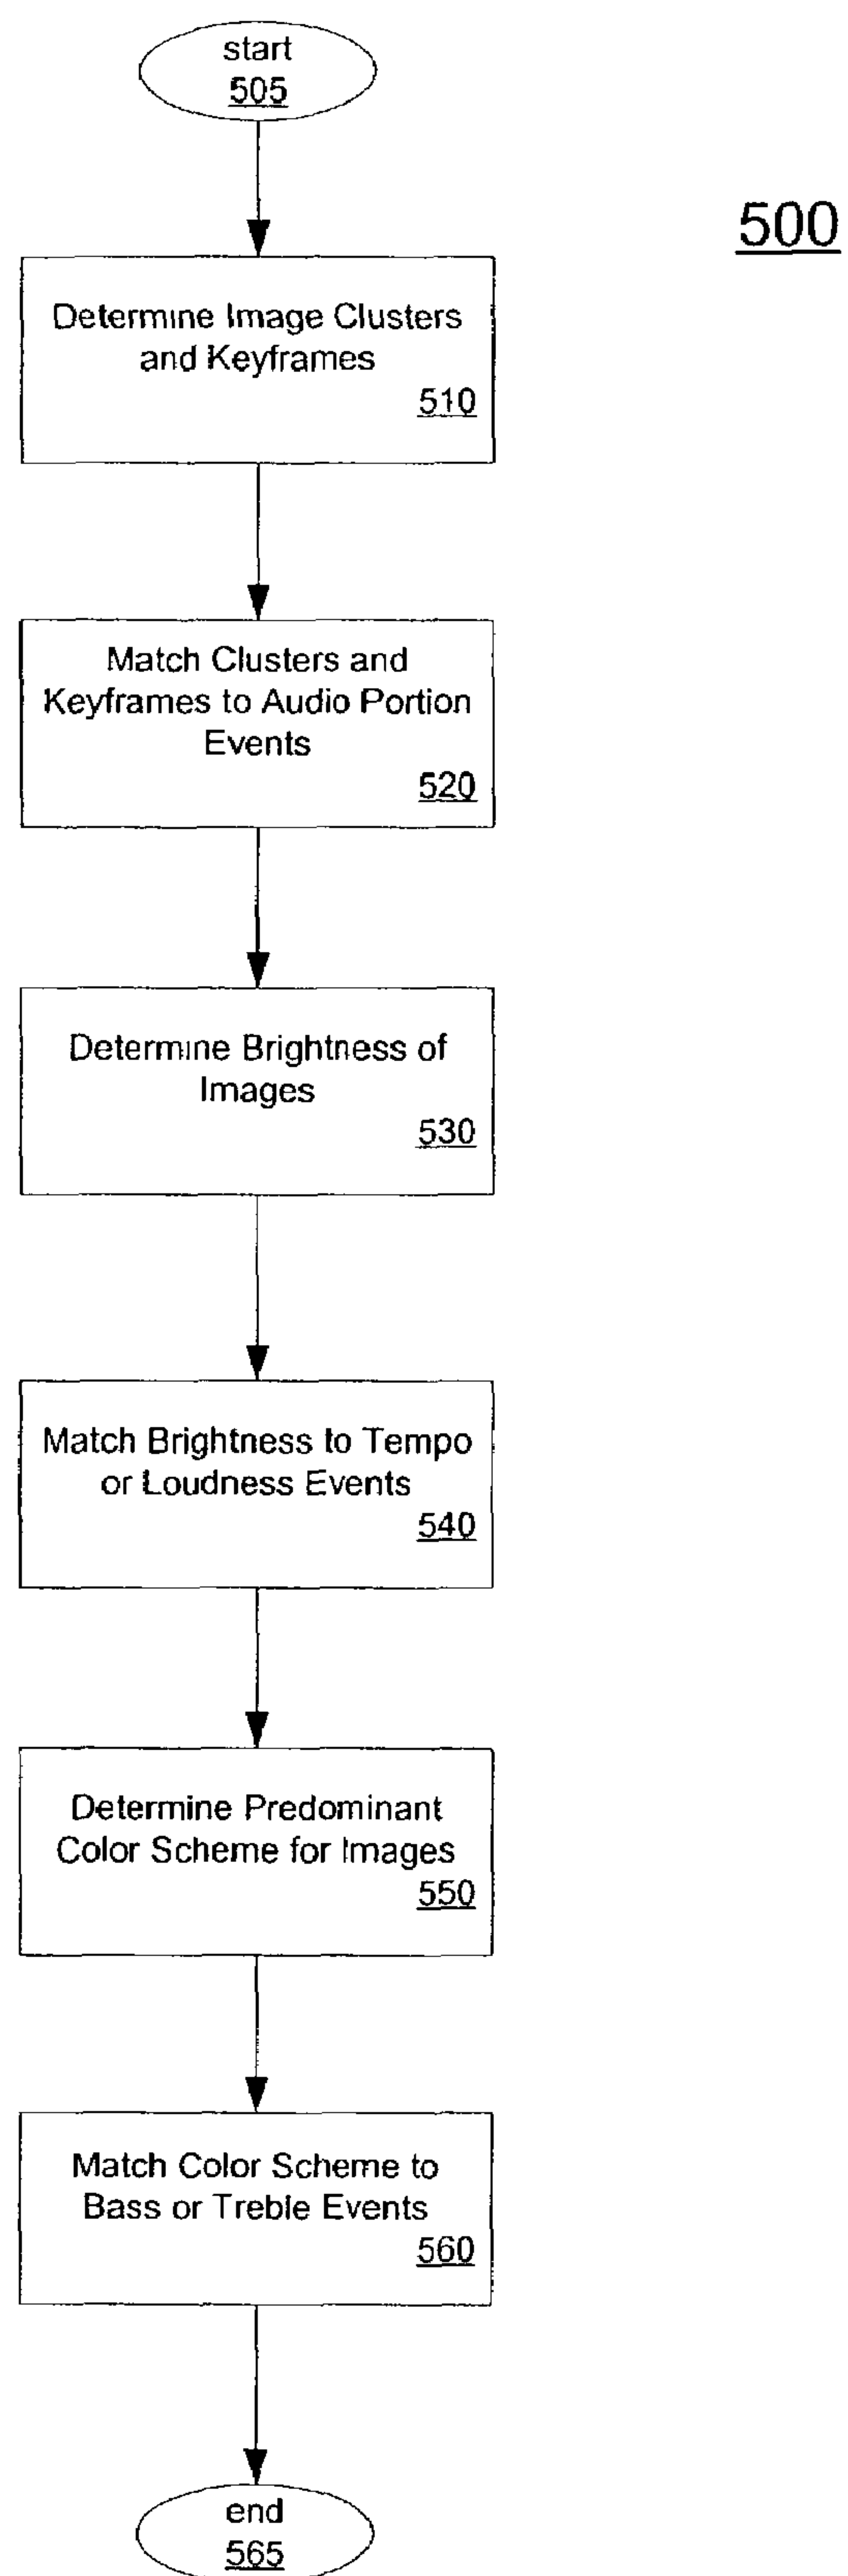 start
505
500
Determine Image Clusters
and Keyframes
510
Match Clusters and
Keyframes to Audio Portion
Events
520
Determine Brightness of
Images
530
Match Brightness to Tempo
or Loudness Events
540
Determine Predominant
Color Scheme for Images
550
Match Color Scheme to
Bass or Treble Events
560
end
565